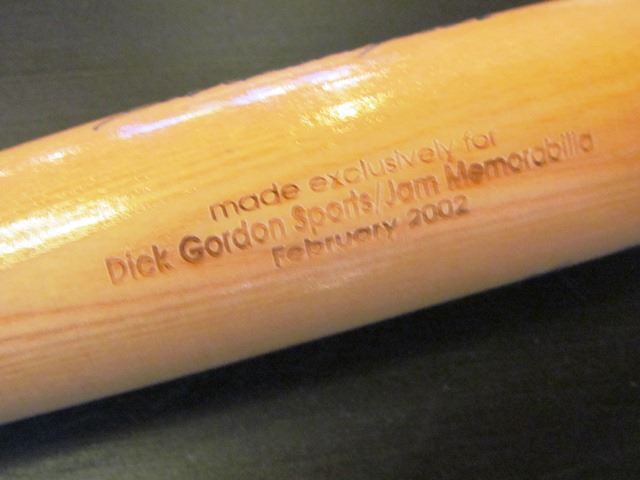 made exclusively for
Dick Gordon Sports/Jam Memorabilia
February 2002